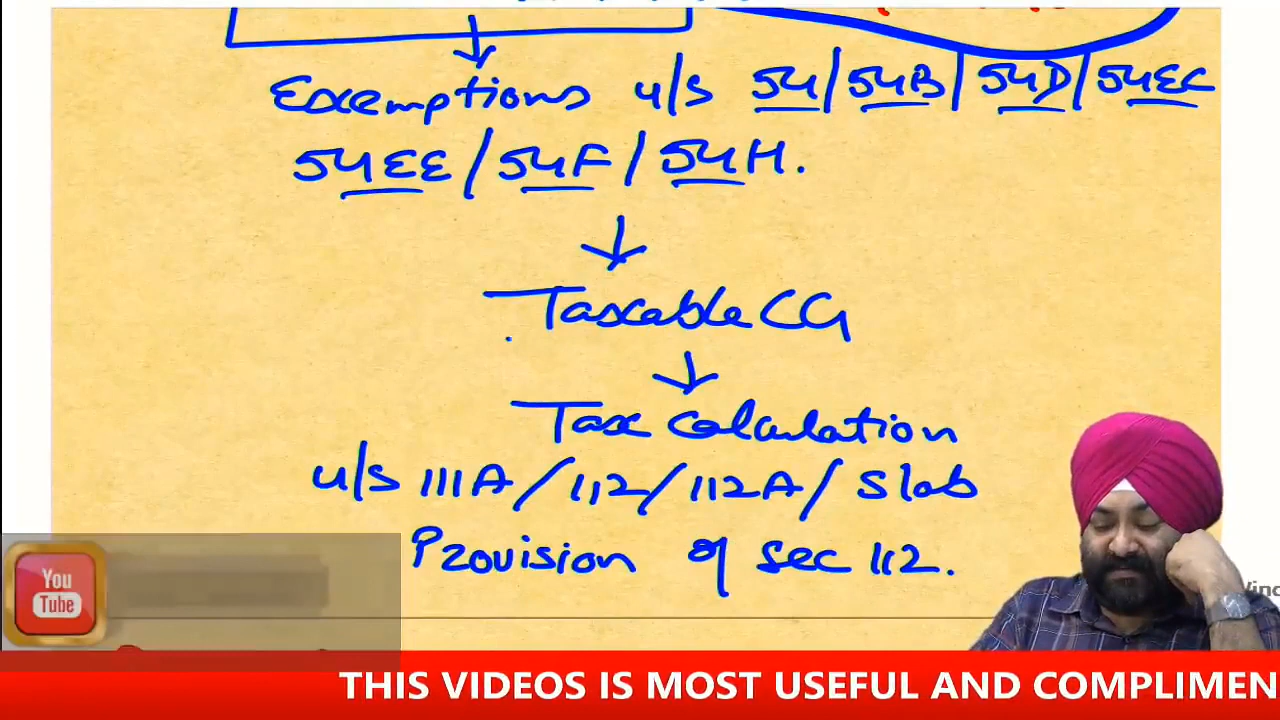 Exemptions u/s 54/54B/54D/54EC
54EE/54F/54H.
Taxable CG
Tax Calculation
u/s 111A/112/112A/Slab
Provision of sec 112.
You
Tube
THIS VIDEOS IS MOST USEFUL AND COMPLIMEN